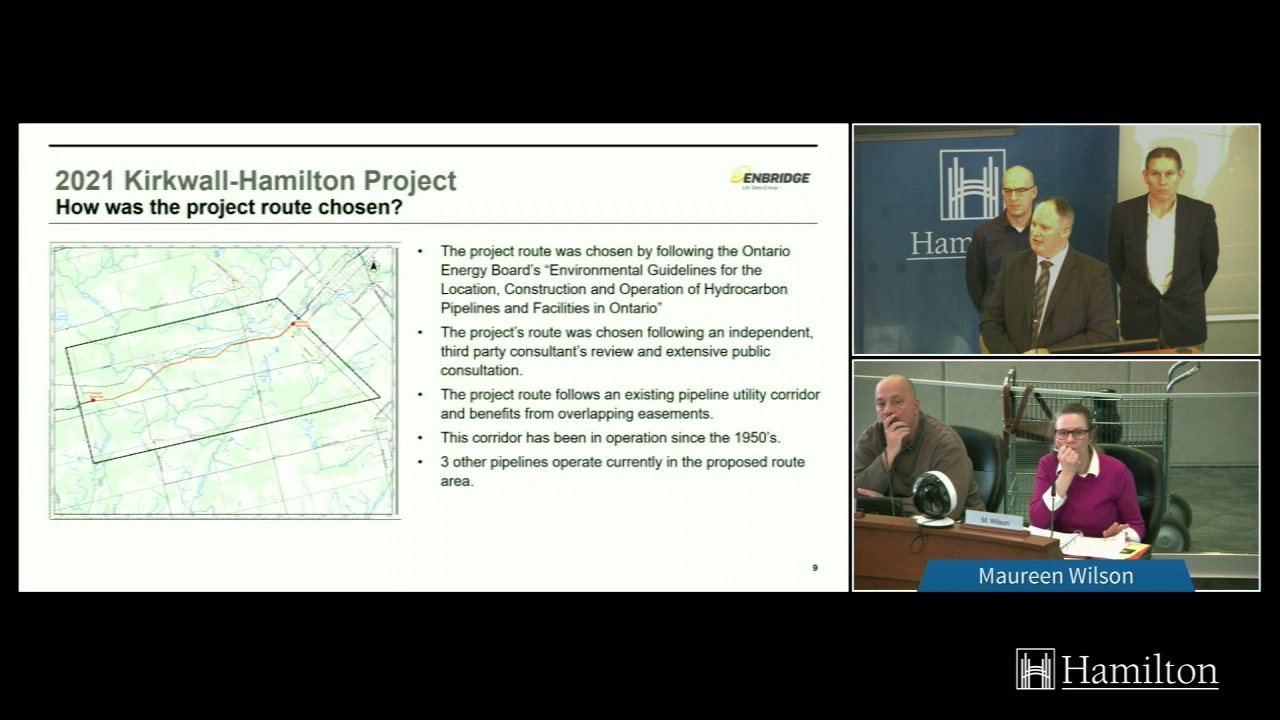 2021 Kirkwall-Hamilton Project
How was the project route chosen?
ENBRIDGE
Life Takes Energy
• The project route was chosen by following the Ontario
Energy Board's “Environmental Guidelines for the
Location, Construction and Operation of Hydrocarbon
Pipelines and Facilities in Ontario”
• The project's route was chosen following an independent,
third party consultant's review and extensive public
consultation.
• The project route follows an existing pipeline utility corridor
and benefits from overlapping easements.
• This corridor has been in operation since the 1950's.
• 3 other pipelines operate currently in the proposed route
area.
9
Ham
M. Wilson
Maureen Wilson
Hamilton